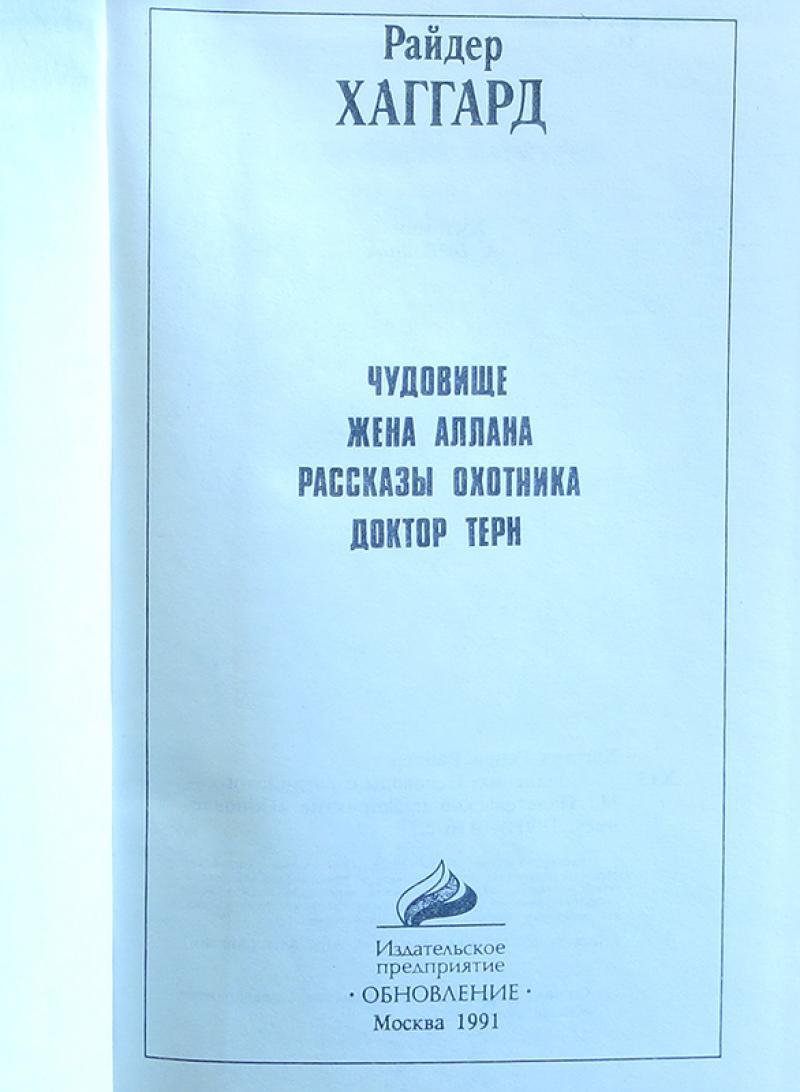 Райдер
ХАГГАРД
ЧУДОВИЩЕ
ЖЕНА АЛЛАНА
РАССКАЗЫ ОХОТНИКА
ДОКТОР ТЕРН
Издательское
предприятие
· ОБНОВЛЕНИЕ ·
Москва 1991